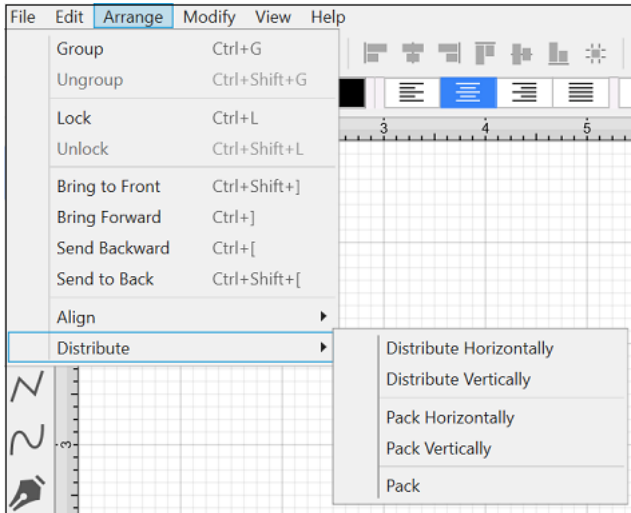 File Edit Arrange Modify View Help
Group Ctrl+G
Ungroup Ctrl+Shift+G
Lock Ctrl+L
Unlock Ctrl+Shift+L
Bring to Front Ctrl+Shift+]
Bring Forward Ctrl+]
Send Backward Ctrl+[
Send to Back Ctrl+Shift+[
Align
Distribute
3 4 5
Distribute Horizontally
Distribute Vertically
Pack Horizontally
Pack Vertically
Pack
3